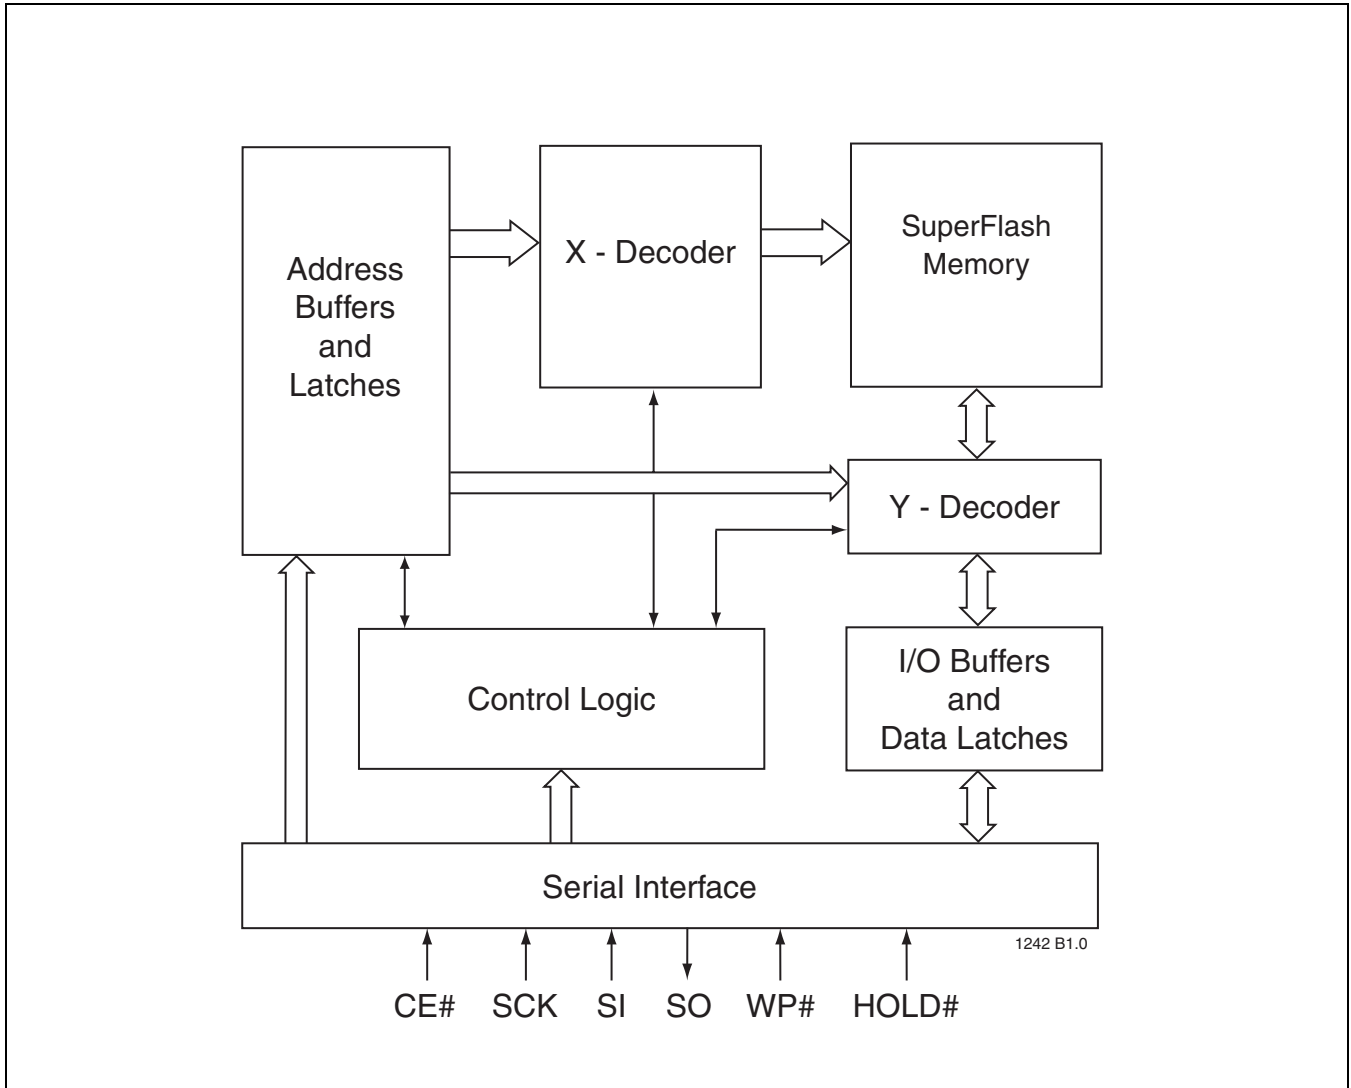 Address
Buffers
and
Latches
X - Decoder
SuperFlash
Memory
Y - Decoder
Control Logic
I/O Buffers
and
Data Latches
Serial Interface
1242 B1.0
CE# SCK SI SO WP# HOLD#